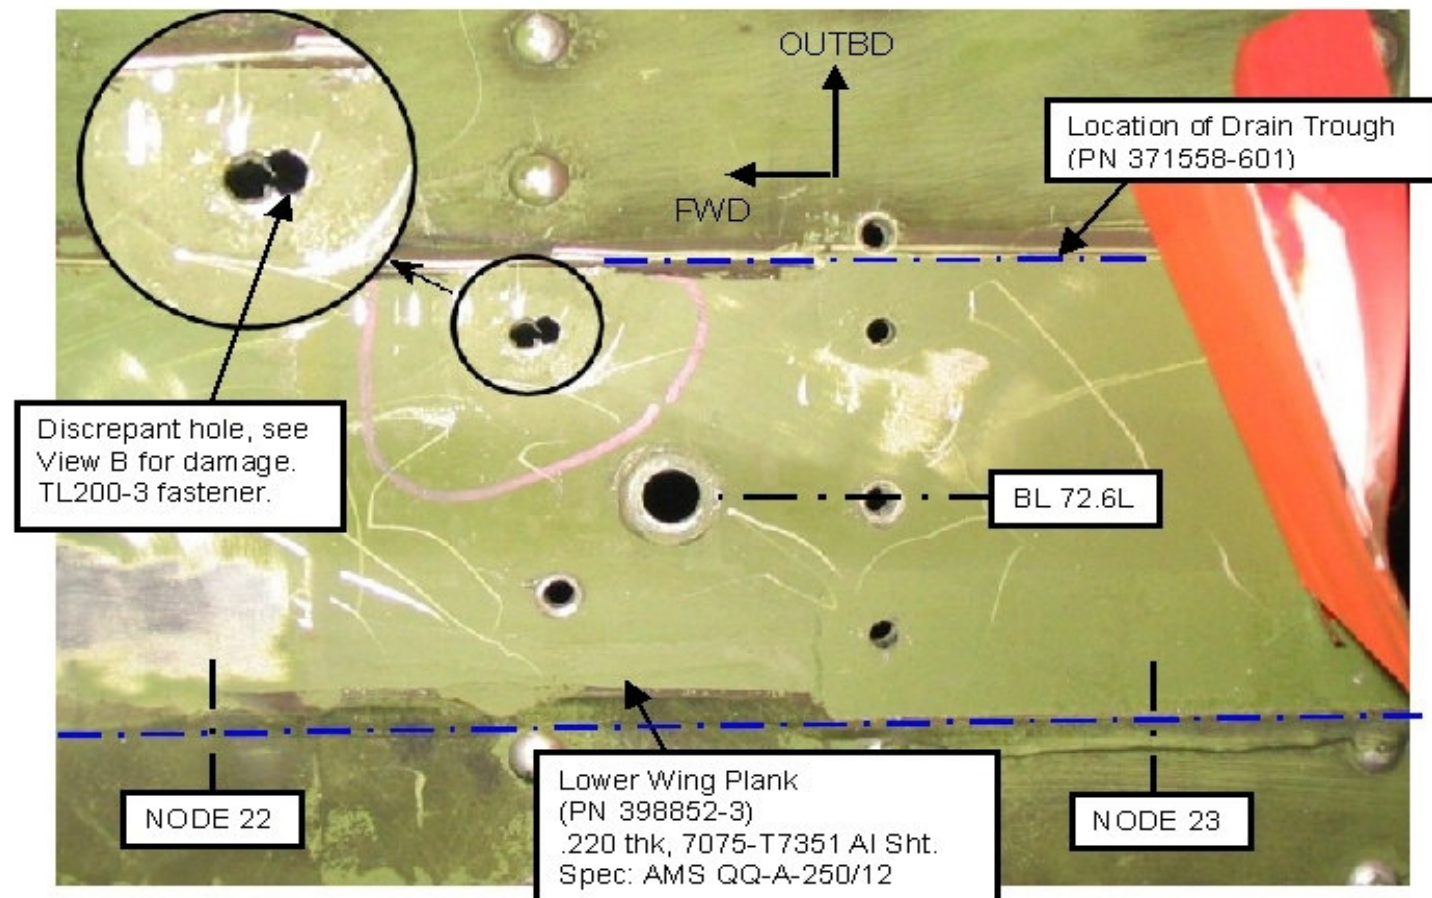 OUTBD
FWD
Location of Drain Trough
(PN 371558-601)
Discrepant hole, see
View B for damage.
TL200-3 fastener.
BL 72.6L
NODE 22
Lower Wing Plank
(PN 398852-3)
.220 thk, 7075-T7351 Al Sht.
Spec: AMS QQ-A-250/12
NODE 23